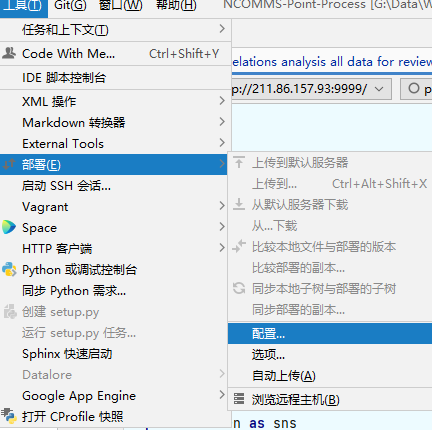 工具(T) Git(G) 窗口(W) 帮助(H) NCOMMS-Point-Process [G:\Data\W
任务和上下文(T)
Code With Me... Ctrl+Shift+Y
IDE 脚本控制台
XML 操作
Markdown 转换器
External Tools
部署(E)
启动 SSH 会话...
Vagrant
Space
HTTP 客户端
Python 或调试控制台
同步 Python 需求...
创建 setup.py
运行 setup.py 任务...
Sphinx 快速启动
Datalore
Google App Engine
打开 CProfile 快照
elations analysis all data for review
p://211.86.157.93:9999/ p
上传到默认服务器
上传到... Ctrl+Alt+Shift+X
从默认服务器下载
从...下载
比较本地文件与部署的版本
比较部署的副本...
同步本地子树与部署的子树
同步部署的副本...
配置...
选项...
自动上传(A)
浏览远程主机(B)
n as sns